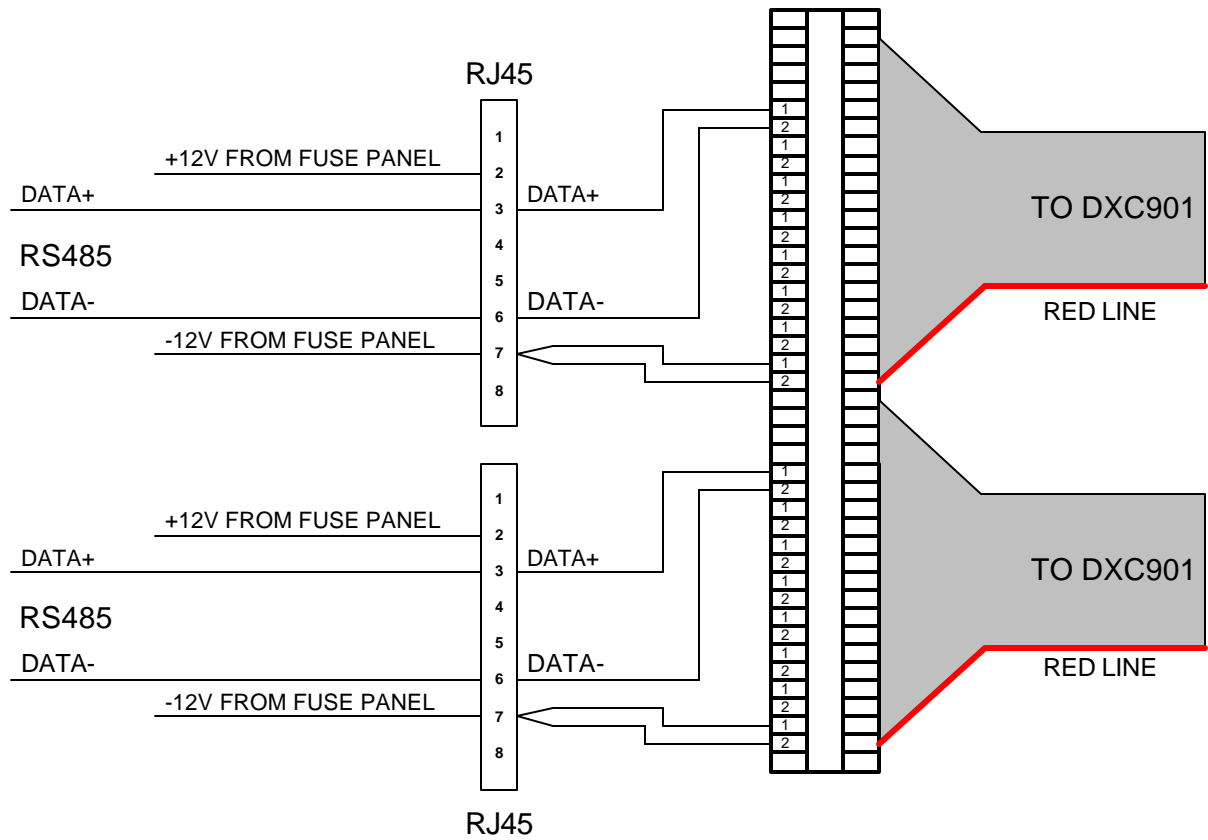 RJ45
1
2
3
4
5
6
7
8
+12V FROM FUSE PANEL
DATA+
RS485
DATA-
-12V FROM FUSE PANEL
DATA+
DATA-
1
2
1
2
1
2
1
2
1
2
1
2
1
2
1
2
TO DXC901
RED LINE
1
2
3
4
5
6
7
8
+12V FROM FUSE PANEL
DATA+
RS485
DATA-
-12V FROM FUSE PANEL
DATA+
DATA-
1
2
1
2
1
2
1
2
1
2
1
2
1
2
1
2
TO DXC901
RED LINE
RJ45